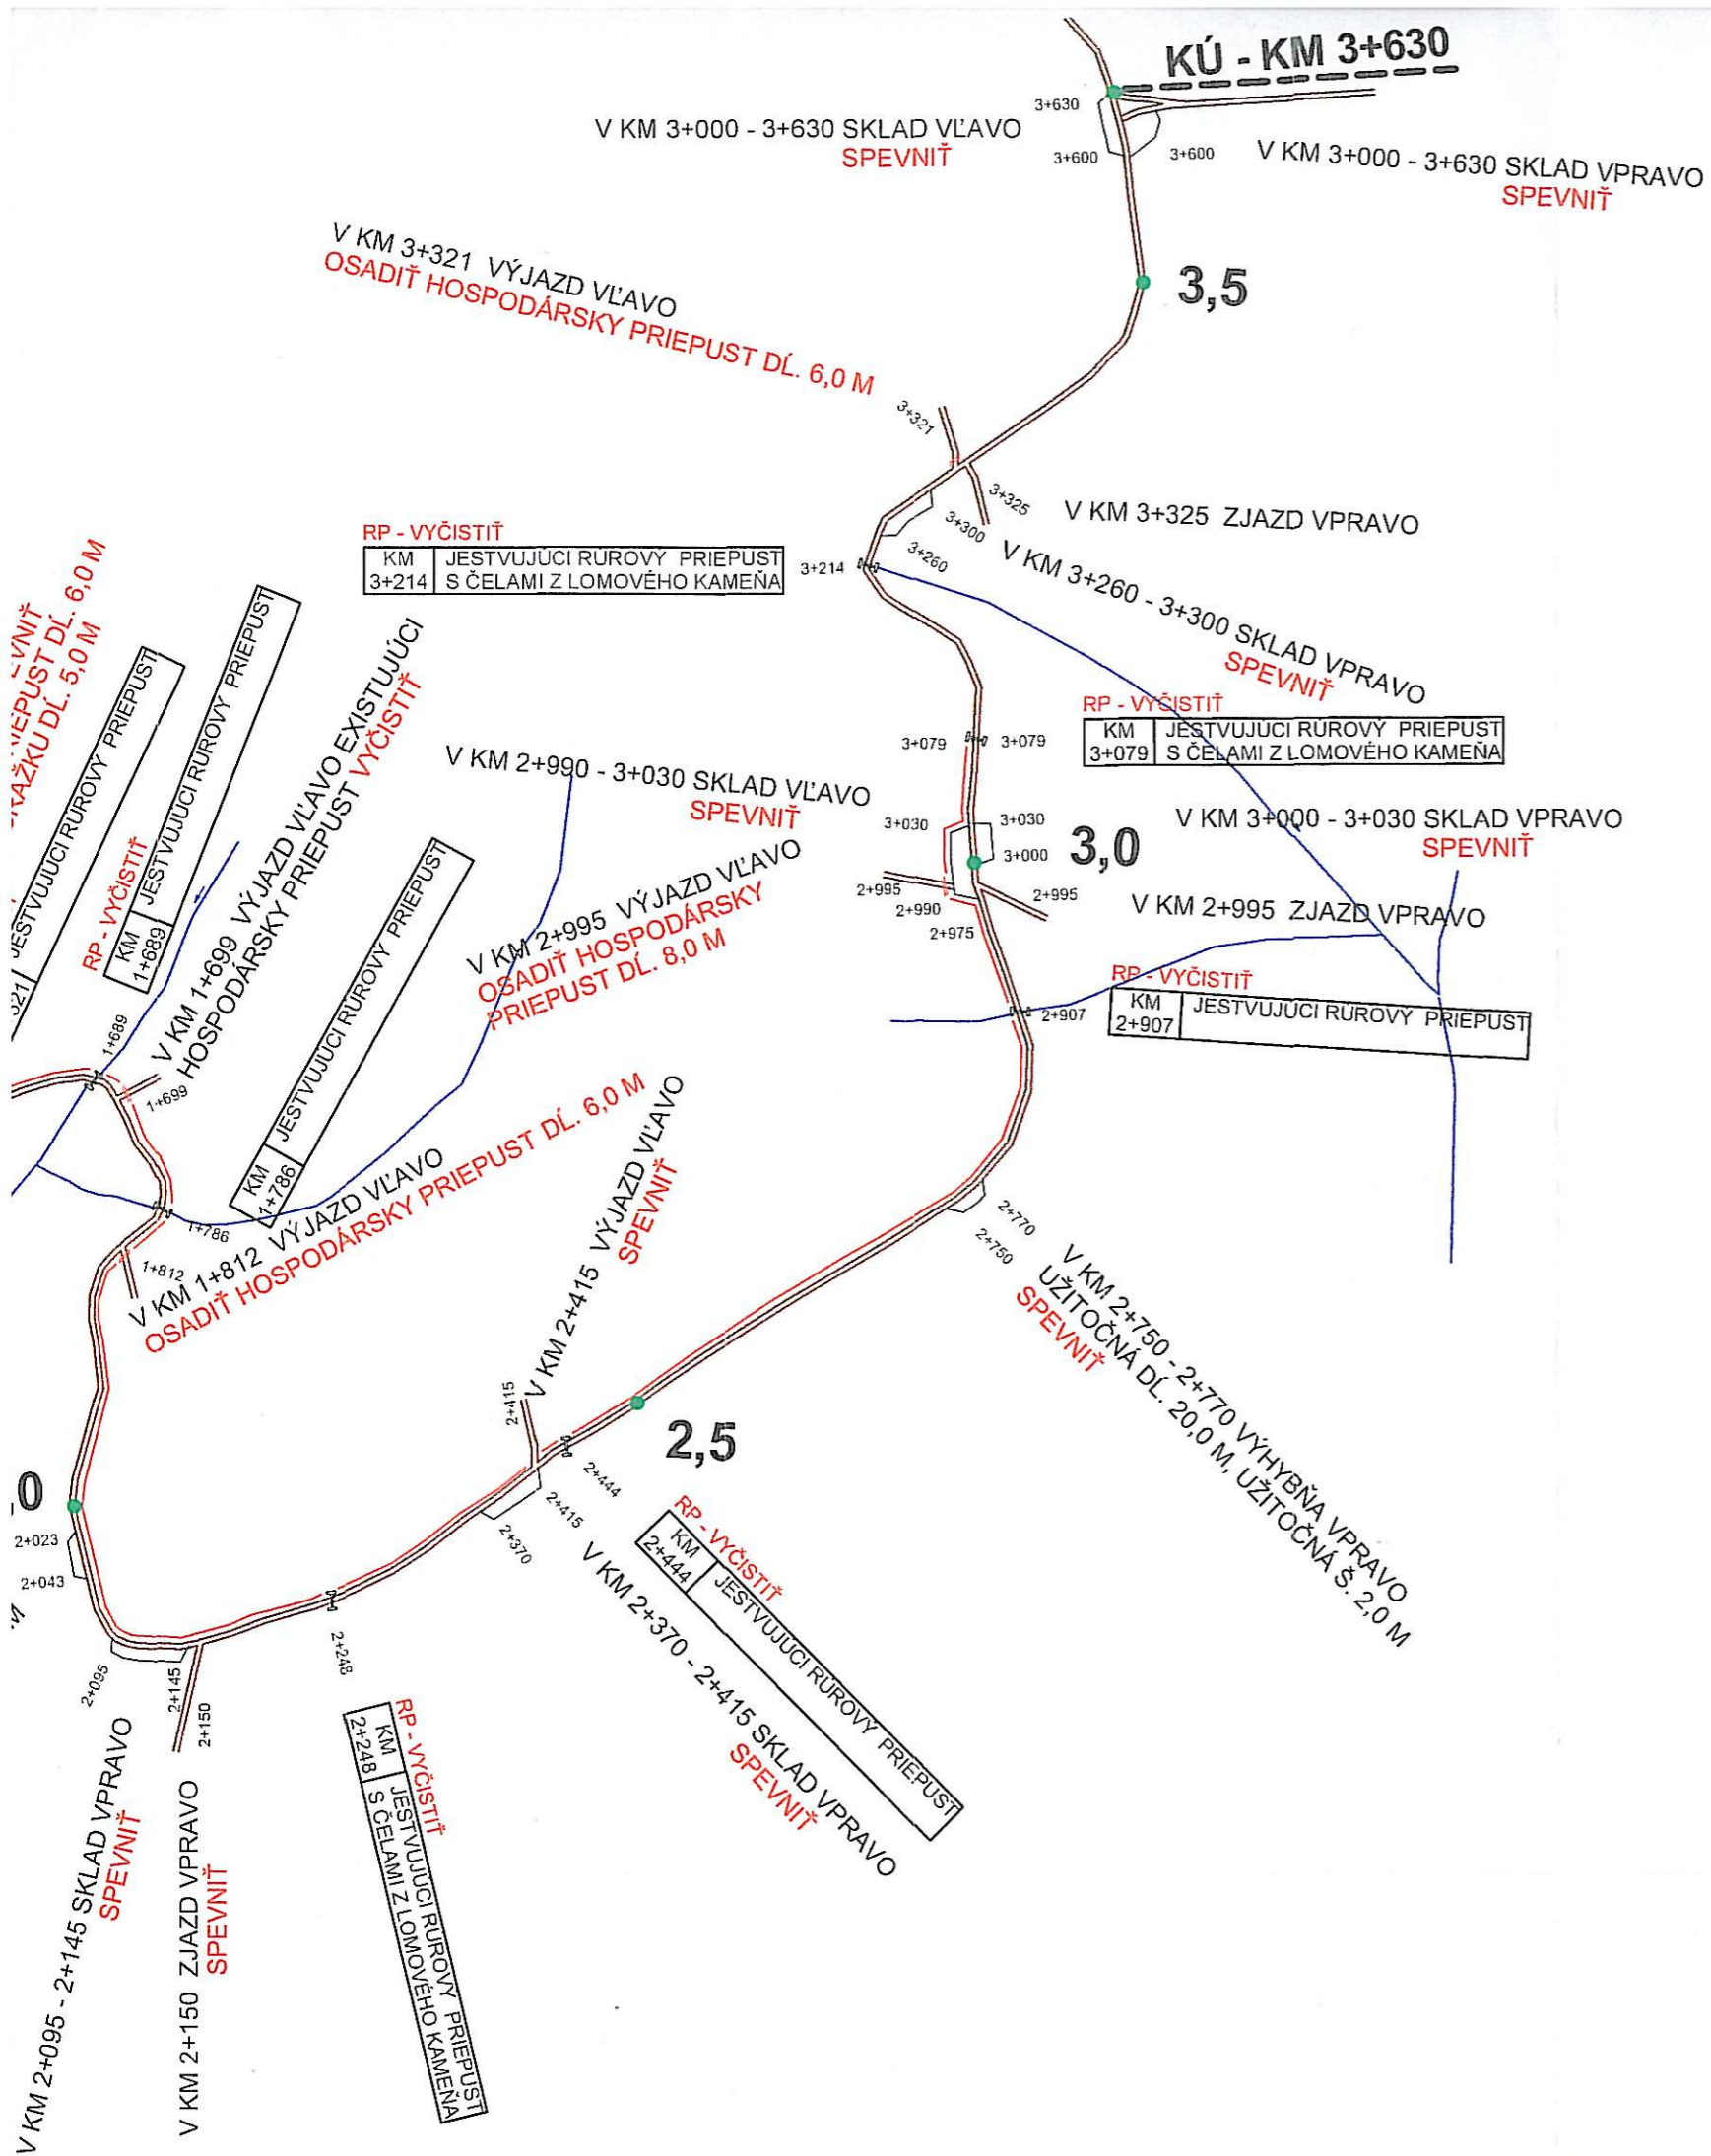 KÚ - KM 3+630
3+630
V KM 3+000 - 3+630 SKLAD VĽAVO
SPEVNIŤ
3+600
3+600
V KM 3+000 - 3+630 SKLAD VPRAVO
SPEVNIŤ
V KM 3+321 VÝJAZD VĽAVO
OSADIŤ HOSPODÁRSKY PRIEPUST DĹ. 6,0 M
3,5
3+321
3+325
V KM 3+325 ZJAZD VPRAVO
3+300
3+260
V KM 3+260 - 3+300 SKLAD VPRAVO
SPEVNIŤ
RP - VYČISTIŤ
KM JESTVUJÚCI RÚROVÝ PRIEPUST
3+214 S ČELAMI Z LOMOVÉHO KAMEŇA
3+214
PRIEPUST DĹ. 6,0 M
DĹ. 5,0 M
JESTVUJÚCI RÚROVÝ PRIEPUST
RP - VYČISTIŤ
KM JESTVUJÚCI RÚROVÝ PRIEPUST
1+689
V KM 1+699 VÝJAZD VĽAVO EXISTUJÚCI
HOSPODÁRSKY PRIEPUST VYČISTIŤ
1+689
1+699
RP - VYČISTIŤ
KM JESTVUJÚCI RÚROVÝ PRIEPUST
3+079 S ČELAMI Z LOMOVÉHO KAMEŇA
3+079
3+079
V KM 2+990 - 3+030 SKLAD VĽAVO
SPEVNIŤ
3+030
3+030
3+000
3,0
V KM 3+000 - 3+030 SKLAD VPRAVO
SPEVNIŤ
V KM 2+995 VÝJAZD VĽAVO
OSADIŤ HOSPODÁRSKY
PRIEPUST DĹ. 8,0 M
2+995
2+990
2+975
2+995
V KM 2+995 ZJAZD VPRAVO
RP - VYČISTIŤ
KM JESTVUJÚCI RÚROVÝ PRIEPUST
2+907
2+907
KM JESTVUJÚCI RÚROVÝ PRIEPUST
1+786
1+786
1+812
V KM 1+812 VÝJAZD VĽAVO
OSADIŤ HOSPODÁRSKY PRIEPUST DĹ. 6,0 M
V KM 2+415 VÝJAZD VĽAVO
SPEVNIŤ
2+770
2+750
V KM 2+750 - 2+770 VÝHYBŇA VPRAVO
UŽITOČNÁ DĹ. 20,0 M, UŽITOČNÁ Š. 2,0 M
SPEVNIŤ
2+415
2,5
2+444
2+415
2+370
RP - VYČISTIŤ
KM JESTVUJÚCI RÚROVÝ PRIEPUST
2+444
V KM 2+370 - 2+415 SKLAD VPRAVO
SPEVNIŤ
0
2+023
2+043
M
2+095
2+145
2+150
2+248
RP - VYČISTIŤ
KM JESTVUJÚCI RÚROVÝ PRIEPUST
2+248 S ČELAMI Z LOMOVÉHO KAMEŇA
V KM 2+095 - 2+145 SKLAD VPRAVO
SPEVNIŤ
V KM 2+150 ZJAZD VPRAVO
SPEVNIŤ